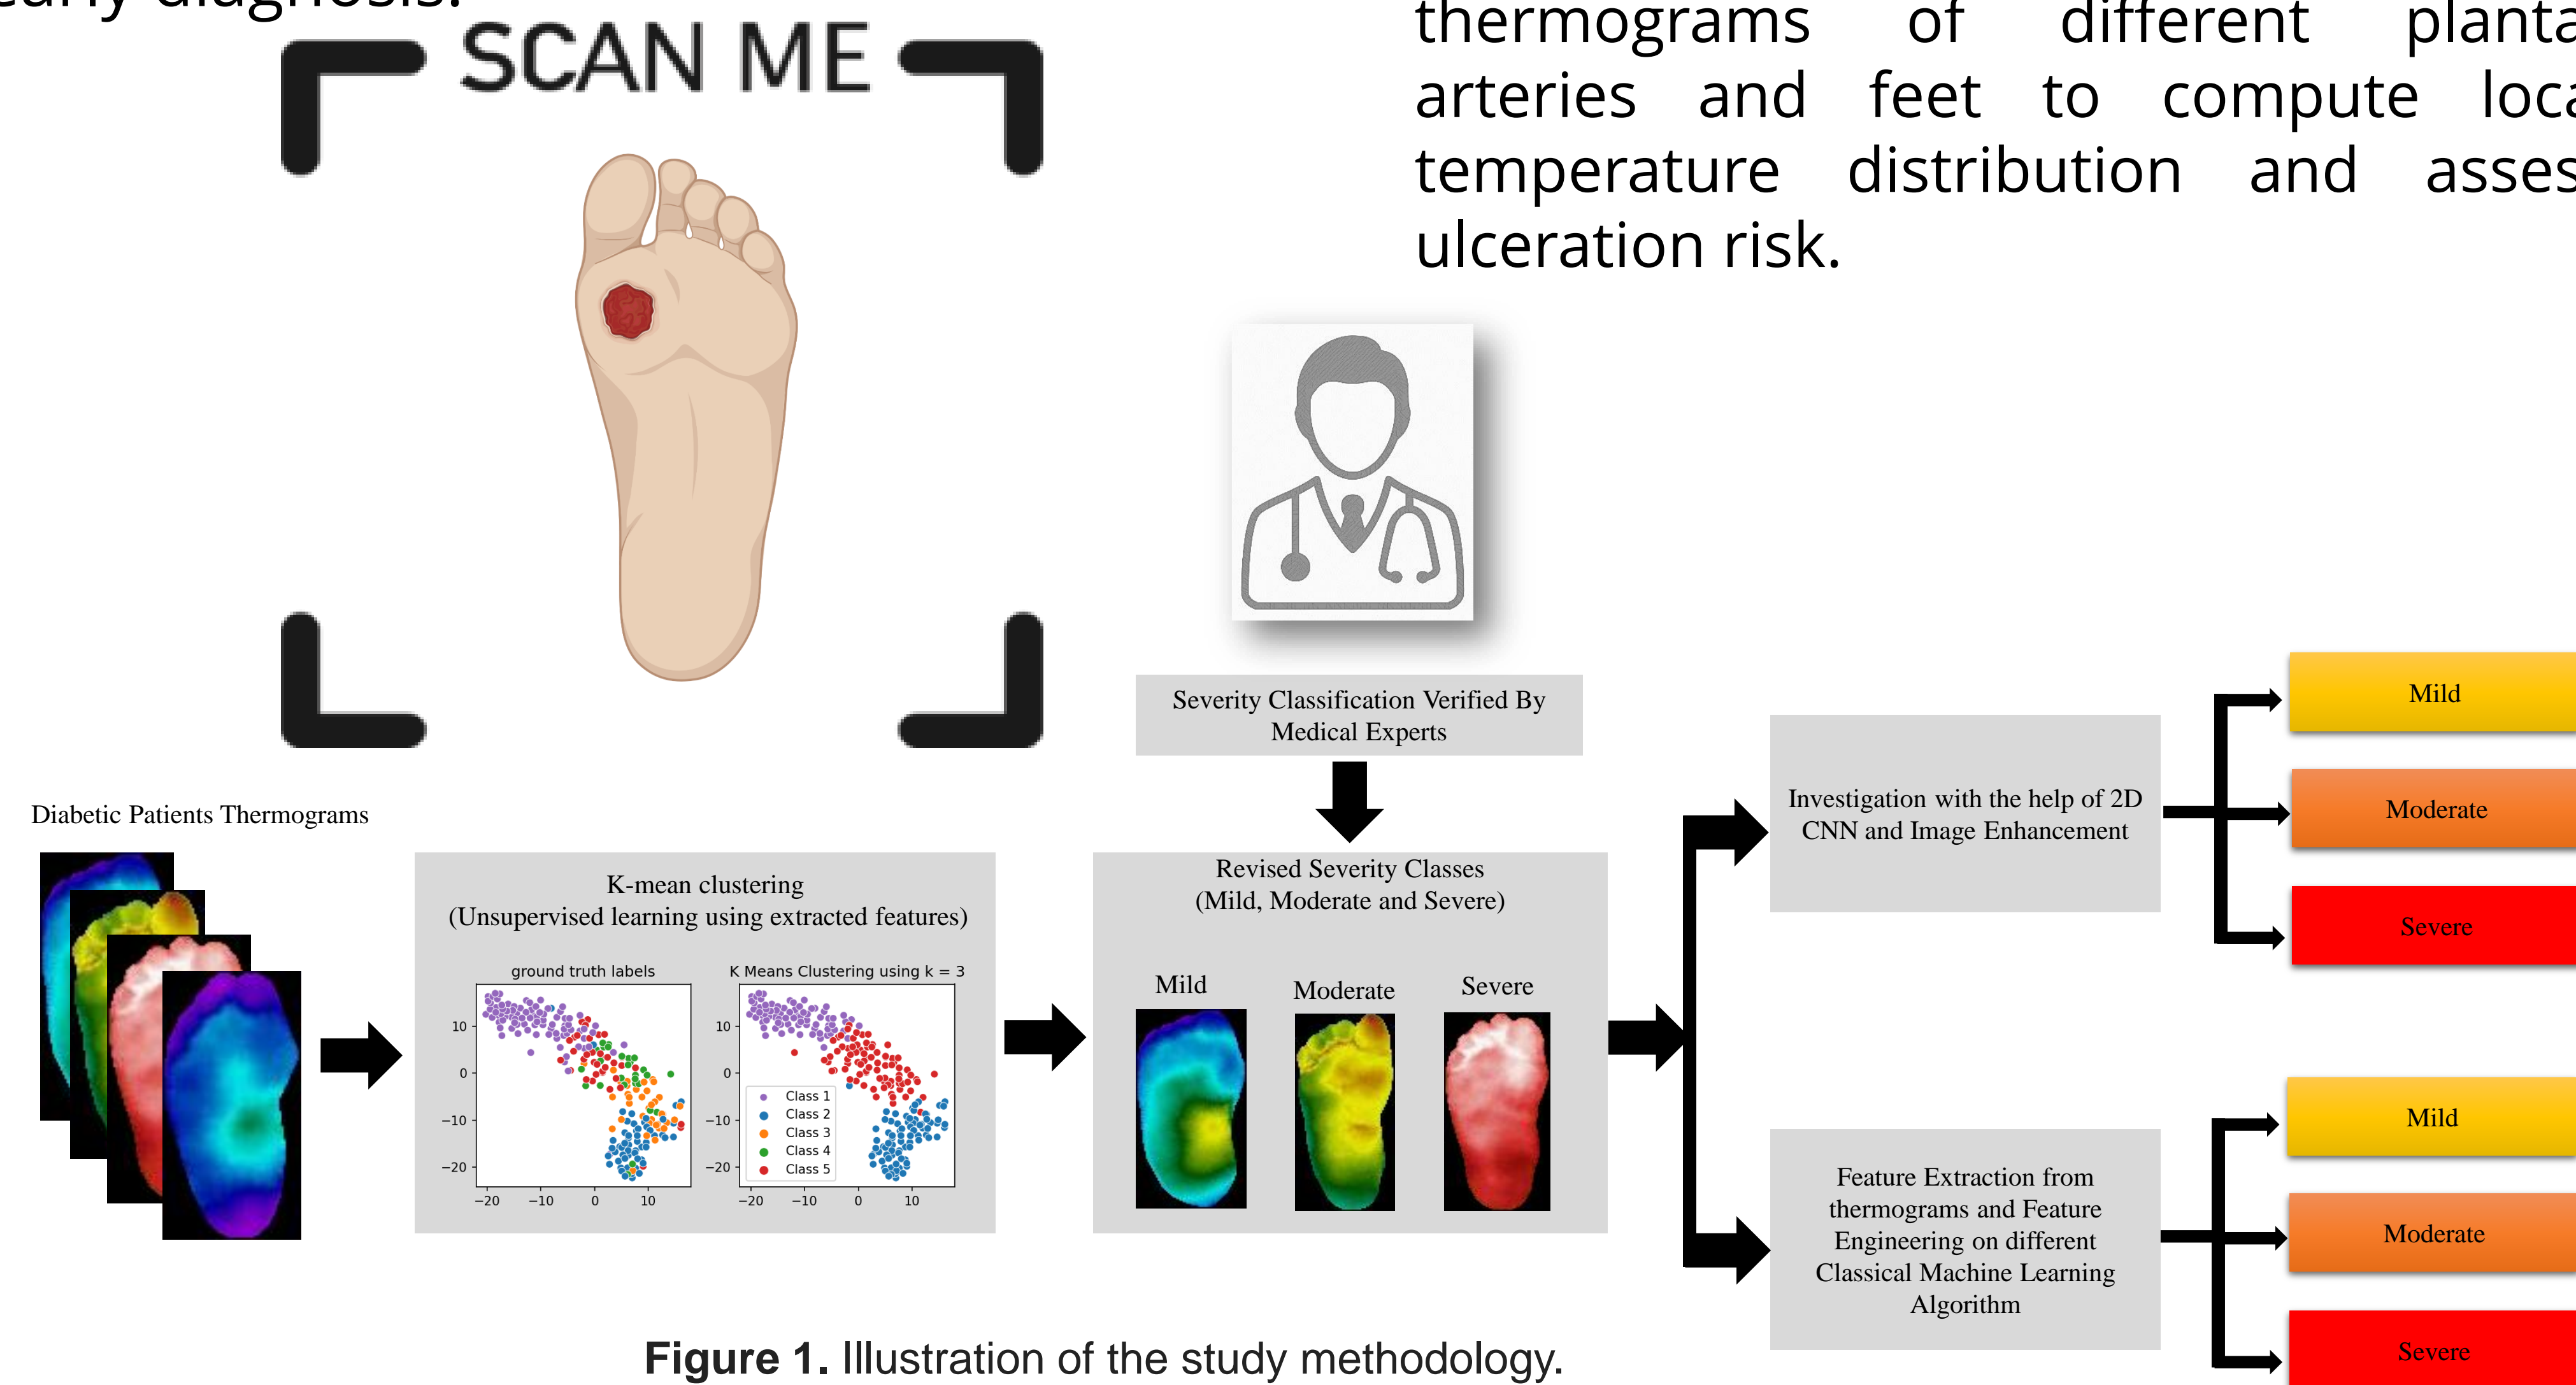 early diagnosis.
SCAN ME
thermograms of different planta
arteries and feet to compute loca
temperature distribution and asses
ulceration risk.
Severity Classification Verified By
Medical Experts
Diabetic Patients Thermograms
K-mean clustering
(Unsupervised learning using extracted features)
ground truth labels
10
0
−10
−20
−20 −10 0 10
K Means Clustering using k = 3
10
0
−10
−20
Class 1
Class 2
Class 3
Class 4
Class 5
−20 −10 0 10
Revised Severity Classes
(Mild, Moderate and Severe)
Mild
Moderate
Severe
Investigation with the help of 2D
CNN and Image Enhancement
Mild
Moderate
Severe
Feature Extraction from
thermograms and Feature
Engineering on different
Classical Machine Learning
Algorithm
Mild
Moderate
Severe
Figure 1. Illustration of the study methodology.